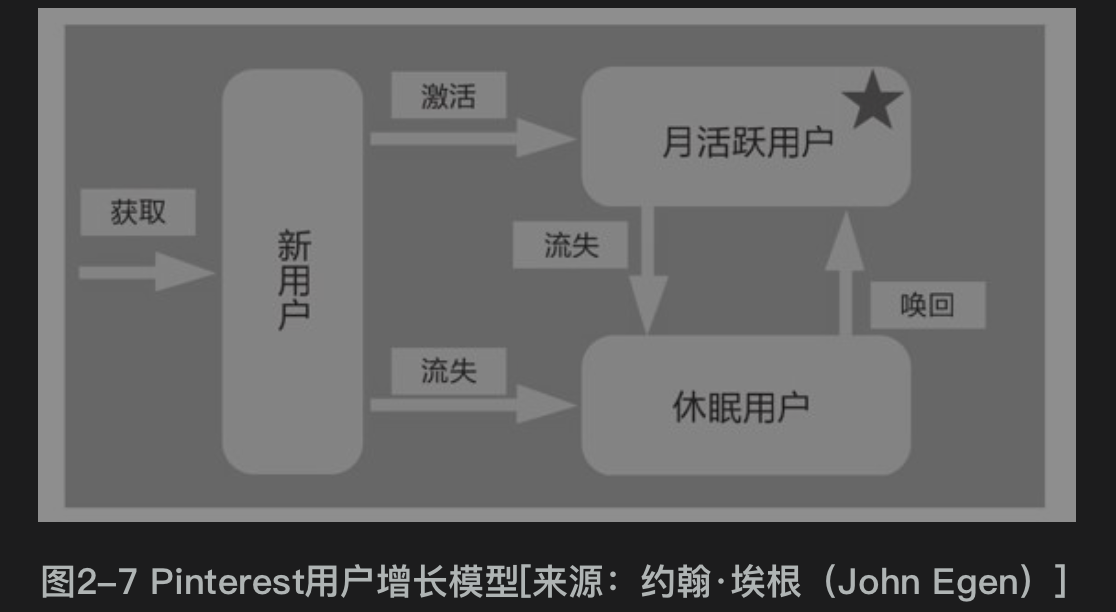 激活
月活跃用户
获取
新用户
流失
唤回
流失
休眠用户
图2-7 Pinterest用户增长模型[来源：约翰·埃根（John Egen）]